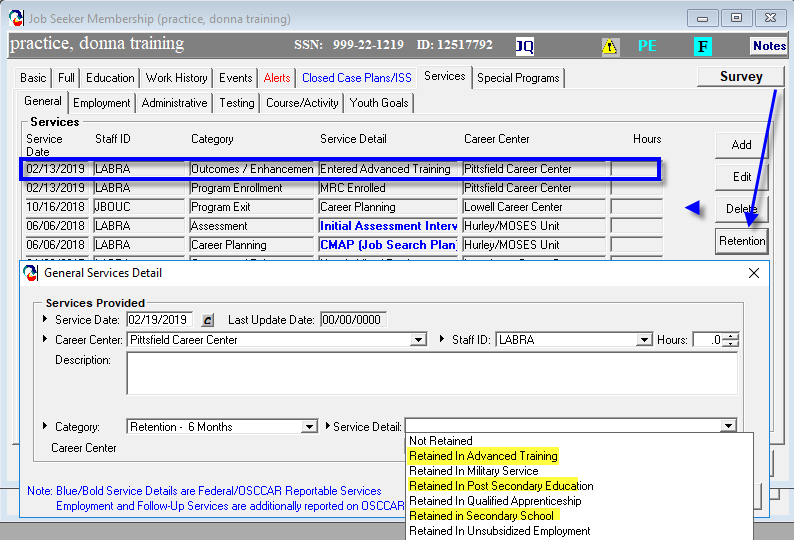 Job Seeker Membership (practice, donna training)
practice, donna training SSN: 999-22-1219 ID: 12517792 JQ PE F Notes
Basic Full Education Work History Events Alerts Closed Case Plans/ISS Services Special Programs Survey
General Employment Administrative Testing Course/Activity Youth Goals
Services
Service Date Staff ID Category Service Detail Career Center Hours
02/13/2019 LABRA Outcomes / Enhancemen Entered Advanced Training Pittsfield Career Center
02/13/2019 LABRA Program Enrollment MRC Enrolled Pittsfield Career Center
10/16/2018 JBOUC Program Exit Career Planning Lowell Career Center
06/06/2018 LABRA Assessment Initial Assessment Interv Hurley/MOSES Unit
06/06/2018 LABRA Career Planning CMAP (Job Search Plan) Hurley/MOSES Unit
Add
Edit
Delete
Retention
General Services Detail
Services Provided
Service Date: 02/19/2019 C Last Update Date: 00/00/0000
Career Center: Pittsfield Career Center Staff ID: LABRA Hours: .0
Description:
Category: Retention - 6 Months Service Detail:
Career Center
Not Retained
Retained In Advanced Training
Retained In Military Service
Retained In Post Secondary Education
Retained In Qualified Apprenticeship
Retained in Secondary School
Retained In Unsubsidized Employment
Note: Blue/Bold Service Details are Federal/OSCCAR Reportable Services
Employment and Follow-Up Services are additionally reported on OSCCAR